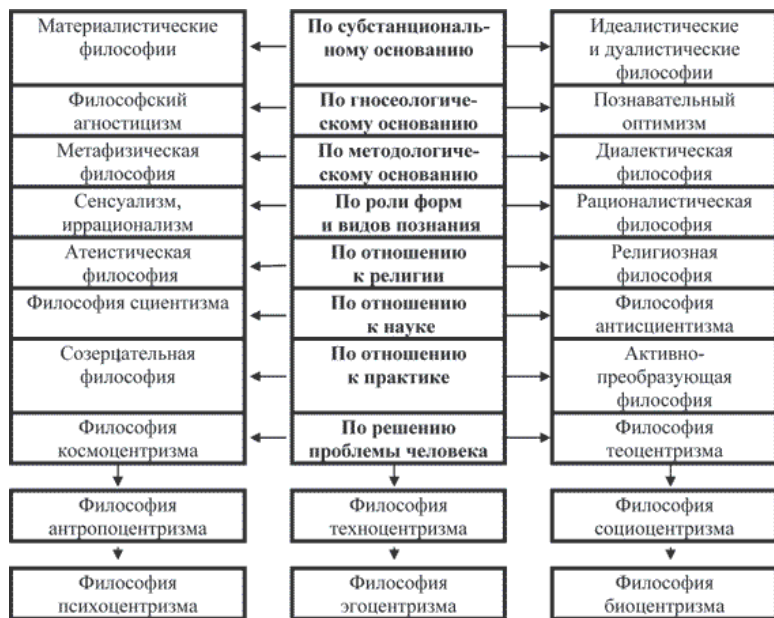 Материалистические
философии
По субстанциональ-
ному основанию
Идеалистические
и дуалистические
философии
Философский
агностицизм
По гносеологиче-
скому основанию
Познавательный
оптимизм
Метафизическая
философия
По методологиче-
скому основанию
Диалектическая
философия
Сенсуализм,
иррационализм
По роли форм
и видов познания
Рационалистическая
философия
Атеистическая
философия
По отношению
к религии
Религиозная
философия
Философия сциентизма
По отношению
к науке
Философия
антисциентизма
Созерцательная
философия
По отношению
к практике
Активно-
преобразующая
философия
Философия
космоцентризма
По решению
проблемы человека
Философия
теоцентризма
Философия
антропоцентризма
Философия
техноцентризма
Философия
социоцентризма
Философия
психоцентризма
Философия
эгоцентризма
Философия
биоцентризма